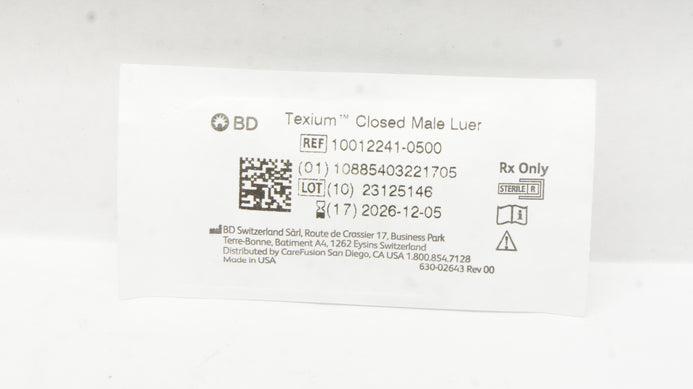 BD Texium™ Closed Male Luer
REF 10012241-0500
(01) 10885403221705
LOT (10) 23125146
(17) 2026-12-05
Rx Only
STERILE R
BD Switzerland Sàrl, Route de Crassier 17, Business Park
Terre-Bonne, Batiment A4, 1262 Eysins Switzerland
Distributed by CareFusion San Diego, CA USA 1.800.854.7128
Made in USA 630-02643 Rev 00